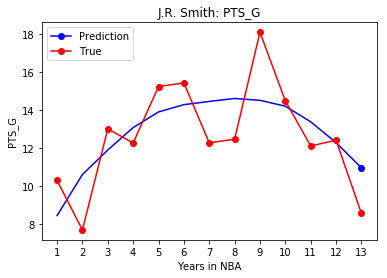 J.R. Smith: PTS_G
Prediction
True
18
16
14
12
10
8
PTS_G
1 2 3 4 5 6 7 8 9 10 11 12 13
Years in NBA